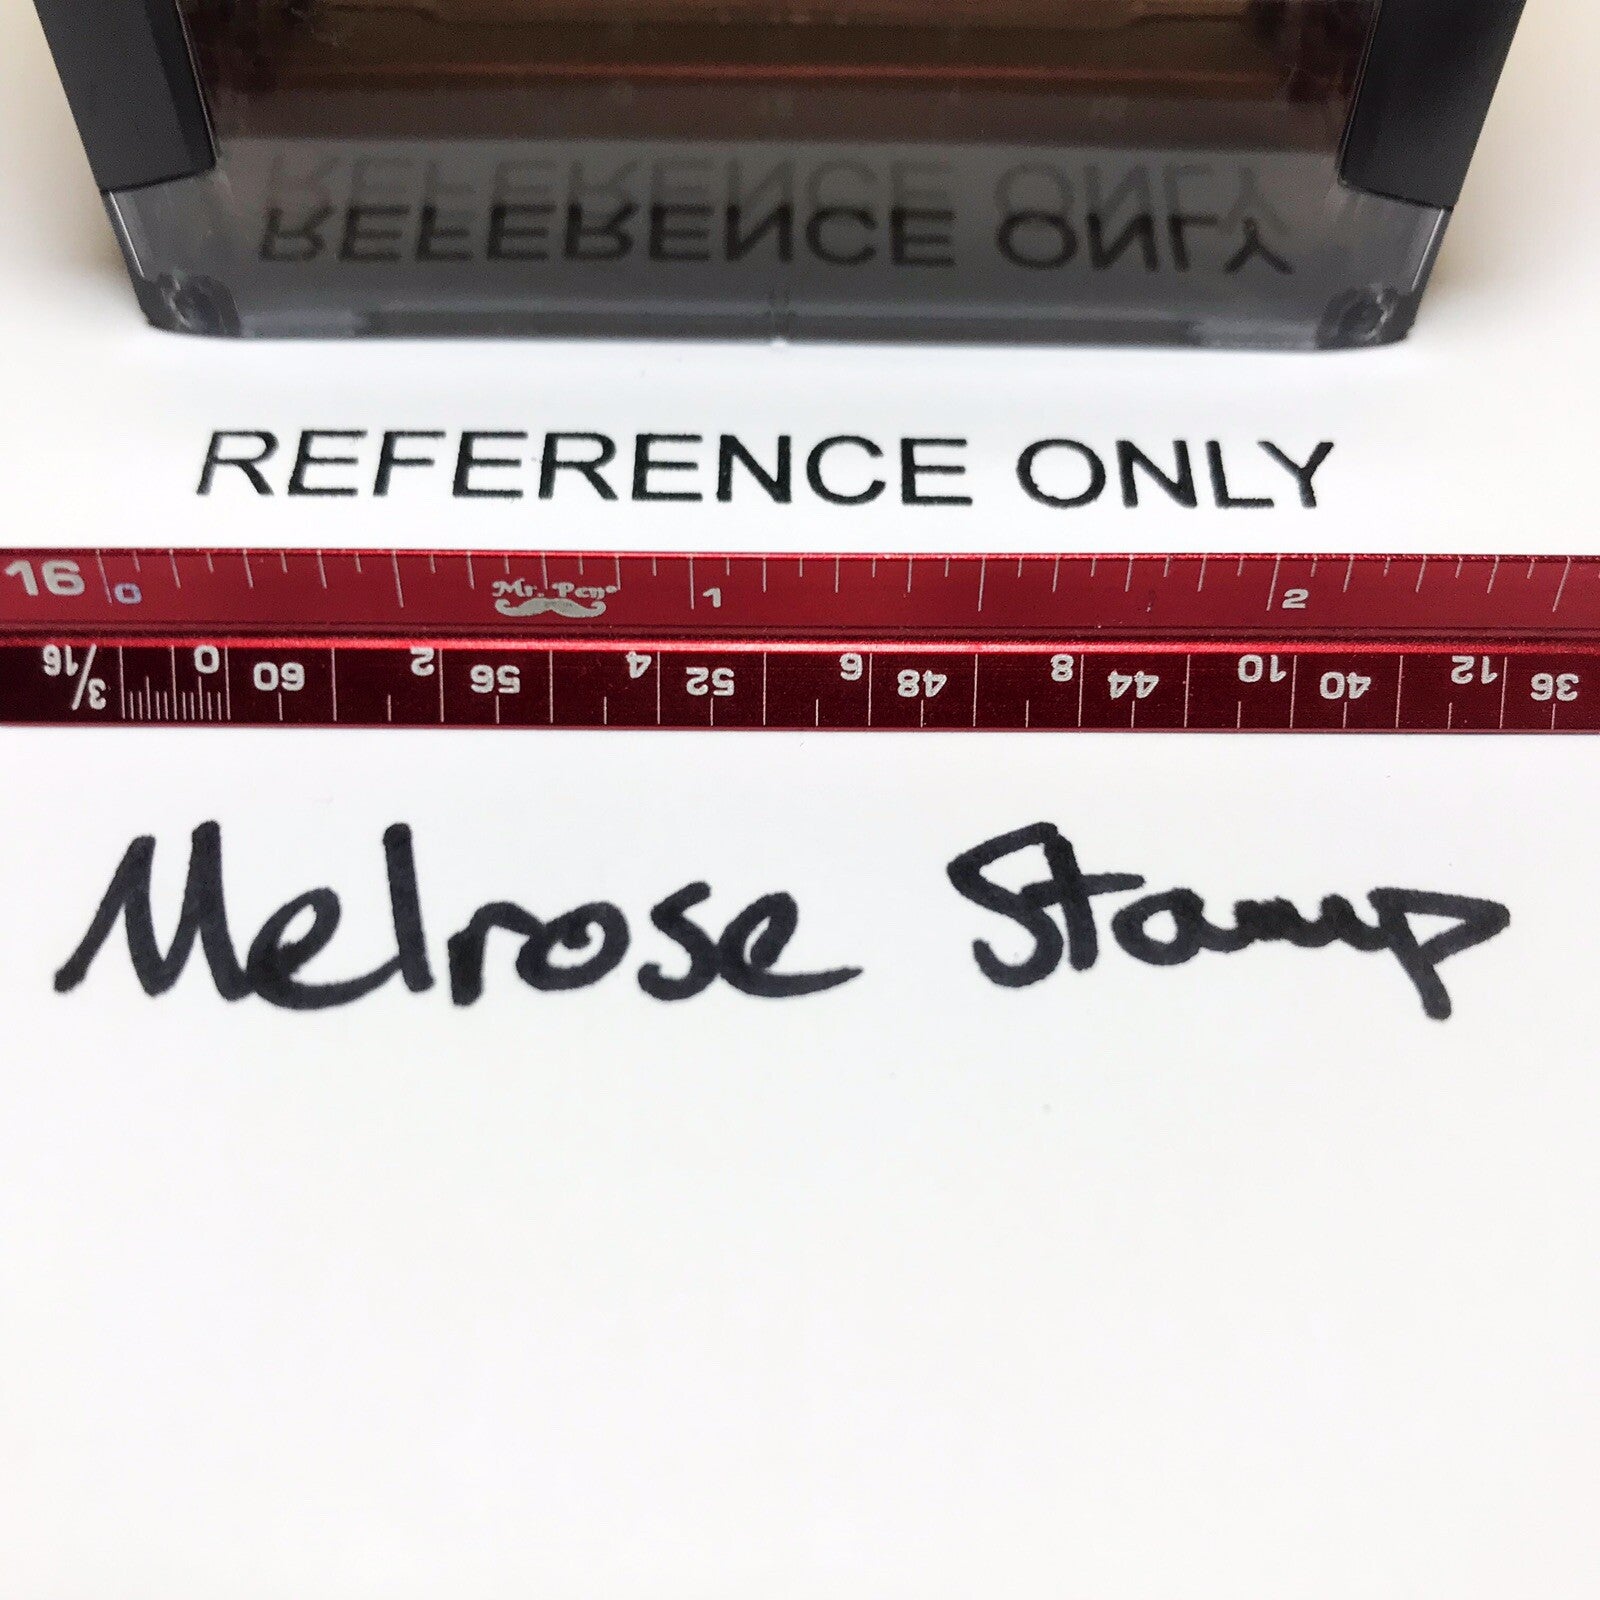 REFERENCE ONLY
REFERENCE ONLY
16 0 Mr. Pen® 1 2
3/16 0 60 2 56 4 52 6 48 8 44 10 40 12 36
Melrose Stamp